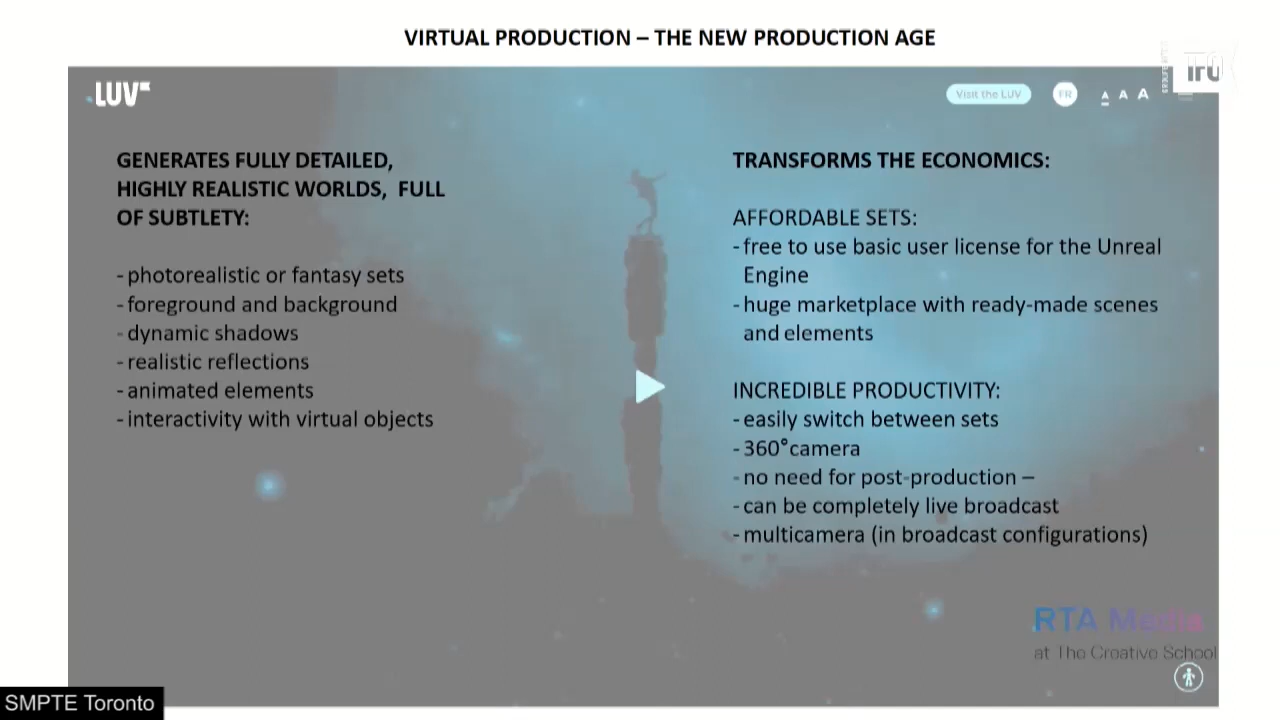 VIRTUAL PRODUCTION – THE NEW PRODUCTION AGE
LUV
Visit the LUV
FR
A A A
GENERATES FULLY DETAILED,
HIGHLY REALISTIC WORLDS, FULL
OF SUBTLETY:
- photorealistic or fantasy sets
- foreground and background
- dynamic shadows
- realistic reflections
- animated elements
- interactivity with virtual objects
TRANSFORMS THE ECONOMICS:
AFFORDABLE SETS:
- free to use basic user license for the Unreal
Engine
- huge marketplace with ready-made scenes
and elements
INCREDIBLE PRODUCTIVITY:
- easily switch between sets
- 360°camera
- no need for post-production –
- can be completely live broadcast
- multicamera (in broadcast configurations)
RTA Media
at The Creative School
SMPTE Toronto